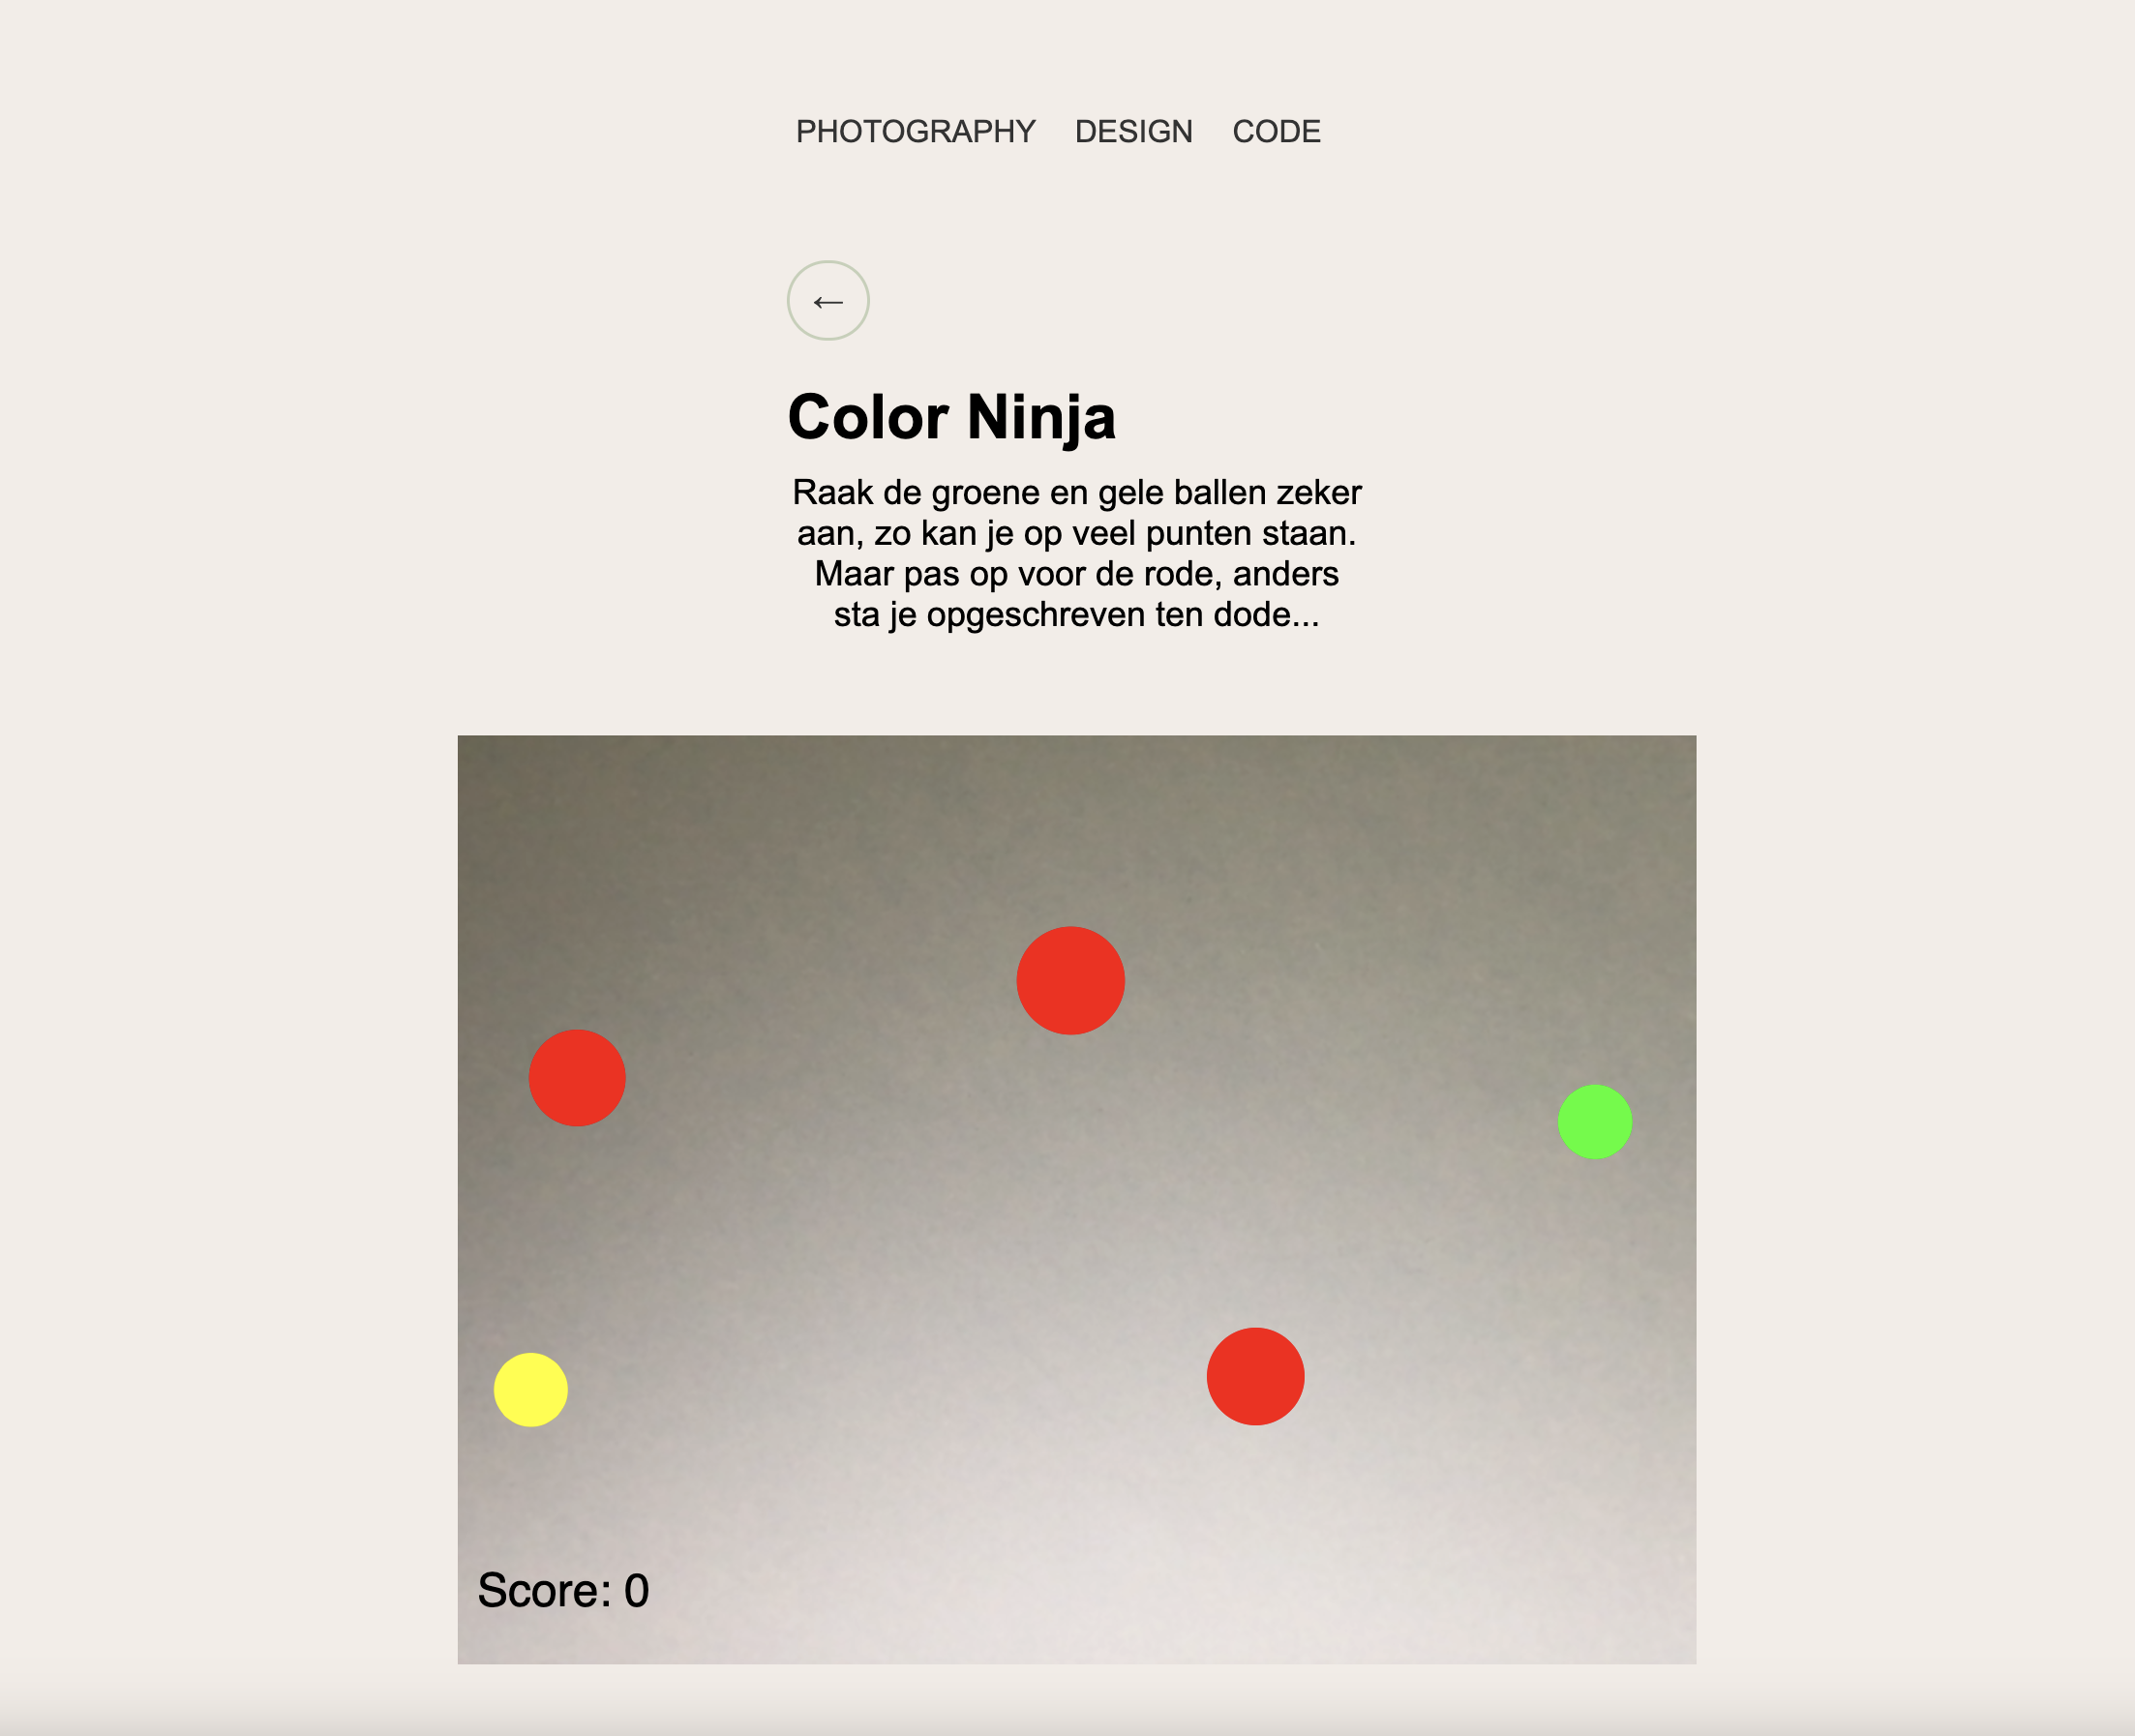 PHOTOGRAPHY DESIGN CODE
←
Color Ninja
Raak de groene en gele ballen zeker
aan, zo kan je op veel punten staan.
Maar pas op voor de rode, anders
sta je opgeschreven ten dode...
Score: 0